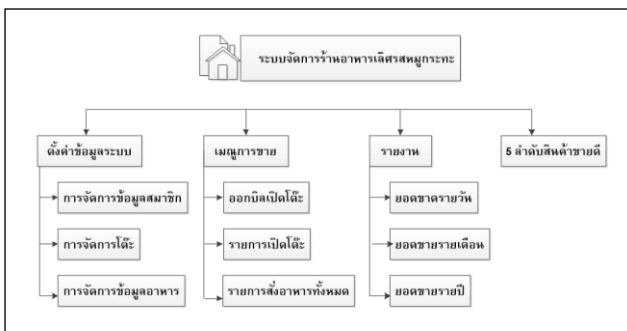 ระบบจัดการร้านอาหารเลิศรสหมูกระทะ
ตั้งค่าข้อมูลระบบ
เมณูการขาย
รายงาน
5 ลำดับสินค้าขายดี
การจัดการข้อมูลสมาชิก
ออกบิลเปิดโต๊ะ
ยอดขาดรายวัน
การจัดการโต๊ะ
รายการเปิดโต๊ะ
ยอดขายรายเดือน
การจัดการข้อมูลอาหาร
รายการสั่งอาหารทั้งหมด
ยอดขายรายปี